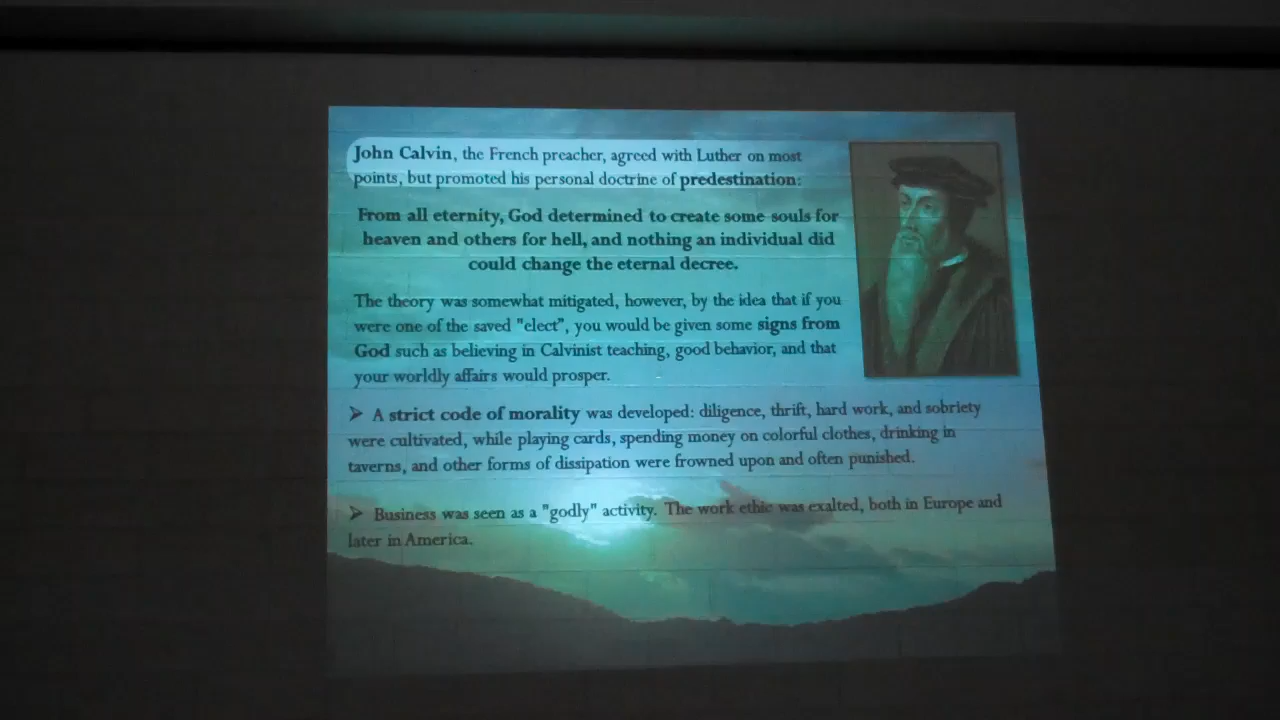 John Calvin, the French preacher, agreed with Luther on most
points, but promoted his personal doctrine of predestination:
From all eternity, God determined to create some souls for
heaven and others for hell, and nothing an individual did
could change the eternal decree.
The theory was somewhat mitigated, however, by the idea that if you
were one of the saved "elect", you would be given some signs from
God such as believing in Calvinist teaching, good behavior, and that
your worldly affairs would prosper.
➢ A strict code of morality was developed: diligence, thrift, hard work, and sobriety
were cultivated, while playing cards, spending money on colorful clothes, drinking in
taverns, and other forms of dissipation were frowned upon and often punished.
➢ Business was seen as a "godly" activity. The work ethic was exalted, both in Europe and
later in America.